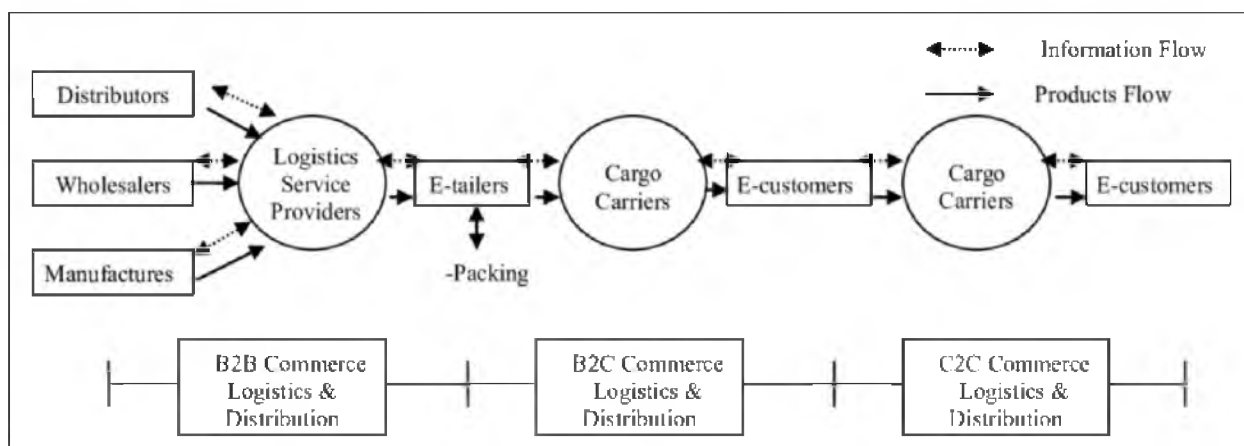 Information Flow
Products Flow
Distributors
Wholesalers
Manufactures
Logistics
Service
Providers
E-tailers
-Packing
Cargo
Carriers
E-customers
Cargo
Carriers
E-customers
B2B Commerce
Logistics &
Distribution
B2C Commerce
Logistics &
Distribution
C2C Commerce
Logistics &
Distribution